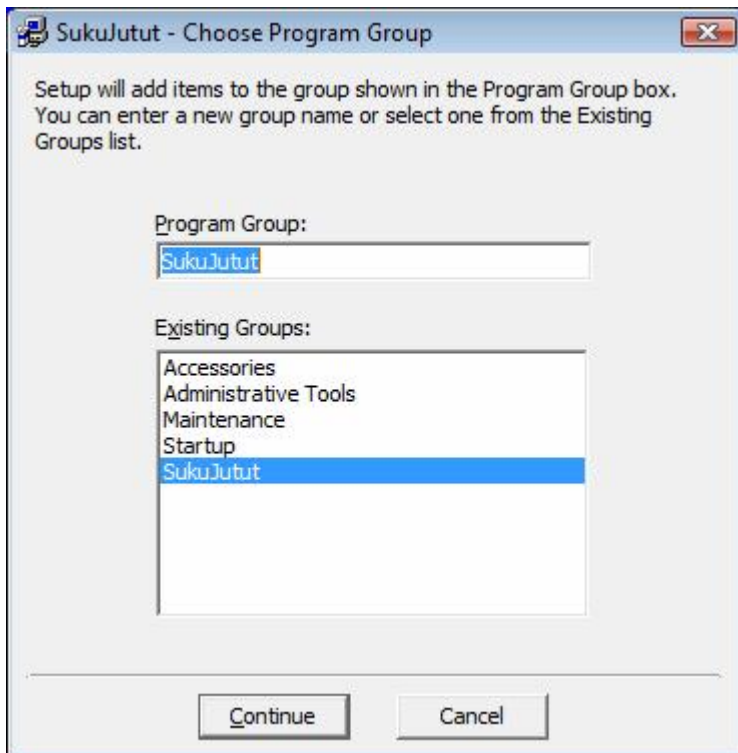 SukuJutut - Choose Program Group
Setup will add items to the group shown in the Program Group box.
You can enter a new group name or select one from the Existing
Groups list.
Program Group:
SukuJutut
Existing Groups:
Accessories
Administrative Tools
Maintenance
Startup
SukuJutut
Continue
Cancel